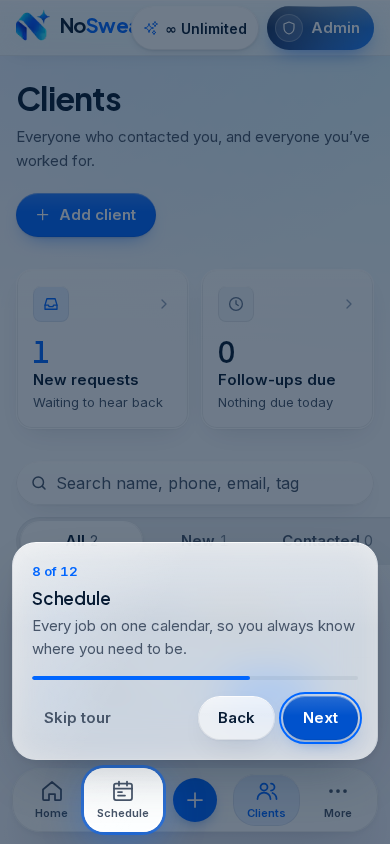 NoSwea
∞ Unlimited
Admin
Clients
Everyone who contacted you, and everyone you've
worked for.
+ Add client
1
New requests
Waiting to hear back
0
Follow-ups due
Nothing due today
Search name, phone, email, tag
All 2
New 1
Contacted 0
8 of 12
Schedule
Every job on one calendar, so you always know
where you need to be.
Skip tour
Back
Next
Home
Schedule
Clients
More